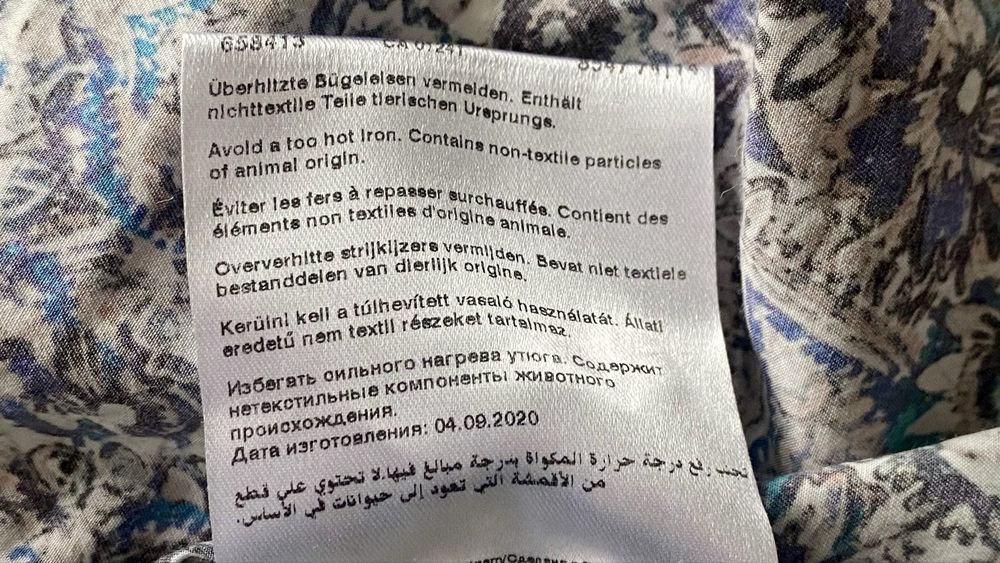 658413
Überhitzte Bügeleisen vermeiden. Enthält
nichttextile Teile tierischen Ursprungs.
Avoid a too hot iron. Contains non-textile particles
of animal origin.
Éviter les fers à repasser surchauffés. Contient des
éléments non textiles d'origine animale.
Oververhitte strijkijzers vermijden. Bevat niet textiele
bestanddelen van dierlijk origine.
Kerülni kell a túlhevített vasaló használatát. Állati
eredetű nem textil részeket tartalmaz.
Избегать сильного нагрева утюга. Содержит
нетекстильные компоненты животного
происхождения.
Дата изготовления: 04.09.2020
تجنب رفع درجة حرارة المكواة بدرجة مبالغ فيها.لا تحتوي على قطع
من الأقمشة التي تعود إلى حيوانات في الأساس.